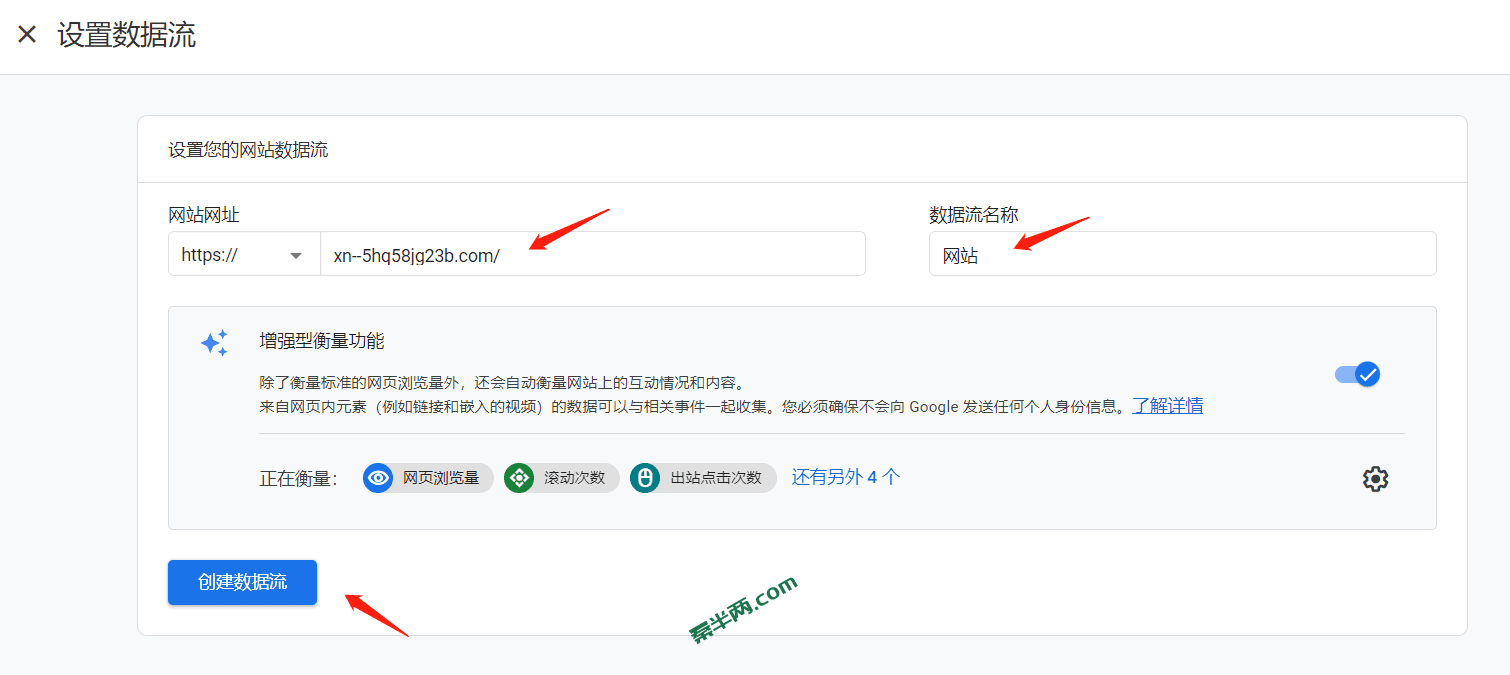 设置数据流
设置您的网站数据流
网站网址
数据流名称
https://
xn--5hq58jg23b.com/
网站
增强型衡量功能
除了衡量标准的网页浏览量外，还会自动衡量网站上的互动情况和内容。
来自网页内元素（例如链接和嵌入的视频）的数据可以与相关事件一起收集。您必须确保不会向 Google 发送任何个人身份信息。了解详情
正在衡量：
网页浏览量
滚动次数
出站点击次数
还有另外 4 个
创建数据流
綦半网.com